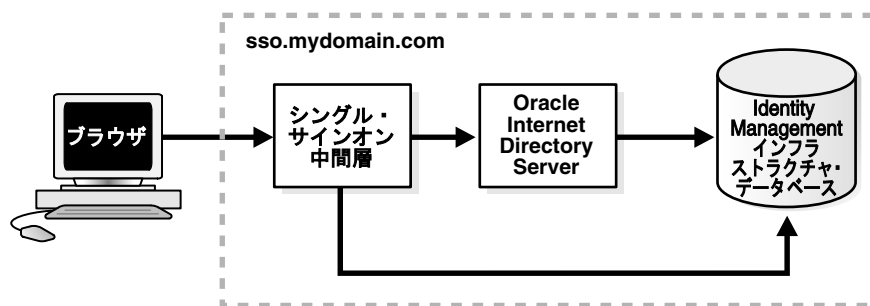 sso.mydomain.com
ブラウザ
シングル・
サインオン
中間層
Oracle
Internet
Directory
Server
Identity
Management
インフラ
ストラクチャ・
データベース